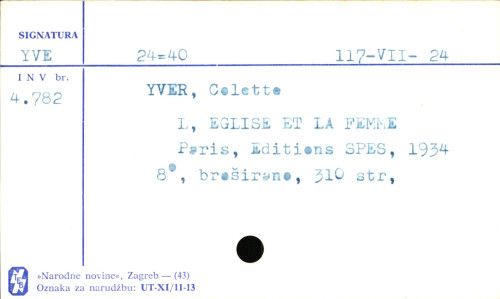 SIGNATURA
YVE 24=40 117-VII- 24
INV br.
4.782
YVER, Colette
L, EGLISE ET LA FEMME
Paris, Editions SPES, 1934
8°, broširano, 310 str,
»Narodne novine«, Zagreb — (43)
Oznaka za narudžbu: UT-XI/11-13